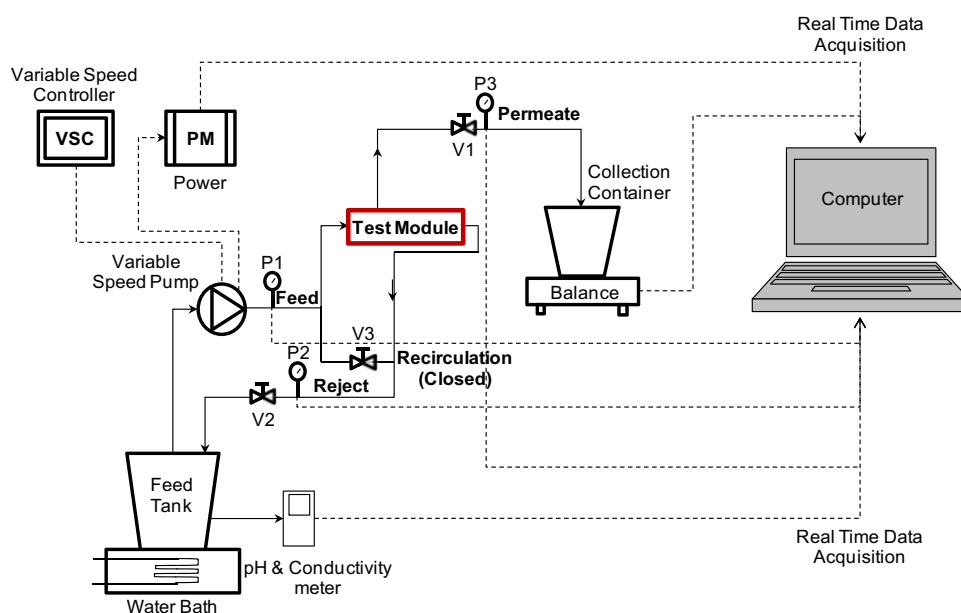 Real Time Data
Acquisition
Variable Speed
Controller
VSC
PM
Power
P3
Permeate
V1
Collection
Container
Computer
Test Module
Variable
Speed Pump
P1
Feed
Balance
V3
P2
Recirculation
(Closed)
Reject
V2
Feed
Tank
pH & Conductivity
meter
Water Bath
Real Time Data
Acquisition